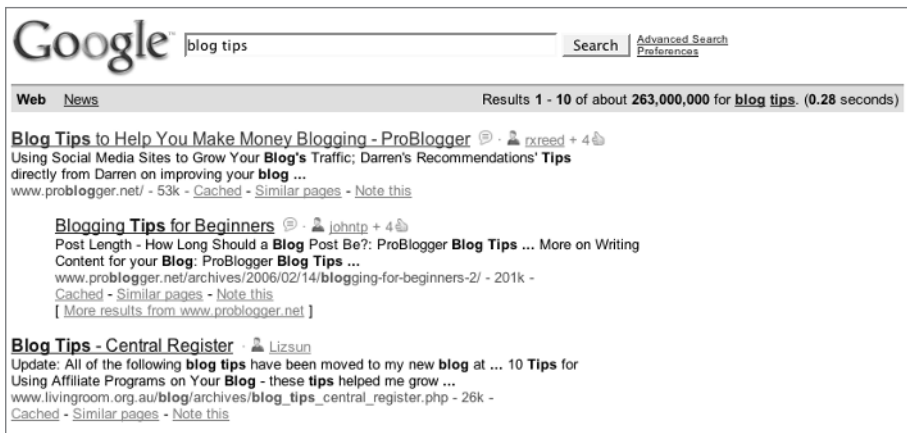 Google™ blog tips Search Advanced Search
Preferences
Web News Results 1 - 10 of about 263,000,000 for blog tips. (0.28 seconds)
Blog Tips to Help You Make Money Blogging - ProBlogger · rxreed + 4
Using Social Media Sites to Grow Your Blog's Traffic; Darren's Recommendations' Tips
directly from Darren on improving your blog ...
www.problogger.net/ - 53k - Cached - Similar pages - Note this
Blogging Tips for Beginners · johntp + 4
Post Length - How Long Should a Blog Post Be?: ProBlogger Blog Tips ... More on Writing
Content for your Blog: ProBlogger Blog Tips ...
www.problogger.net/archives/2006/02/14/blogging-for-beginners-2/ - 201k -
Cached - Similar pages - Note this
[ More results from www.problogger.net ]
Blog Tips - Central Register · Lizsun
Update: All of the following blog tips have been moved to my new blog at ... 10 Tips for
Using Affiliate Programs on Your Blog - these tips helped me grow ...
www.livingroom.org.au/blog/archives/blog_tips_central_register.php - 26k -
Cached - Similar pages - Note this